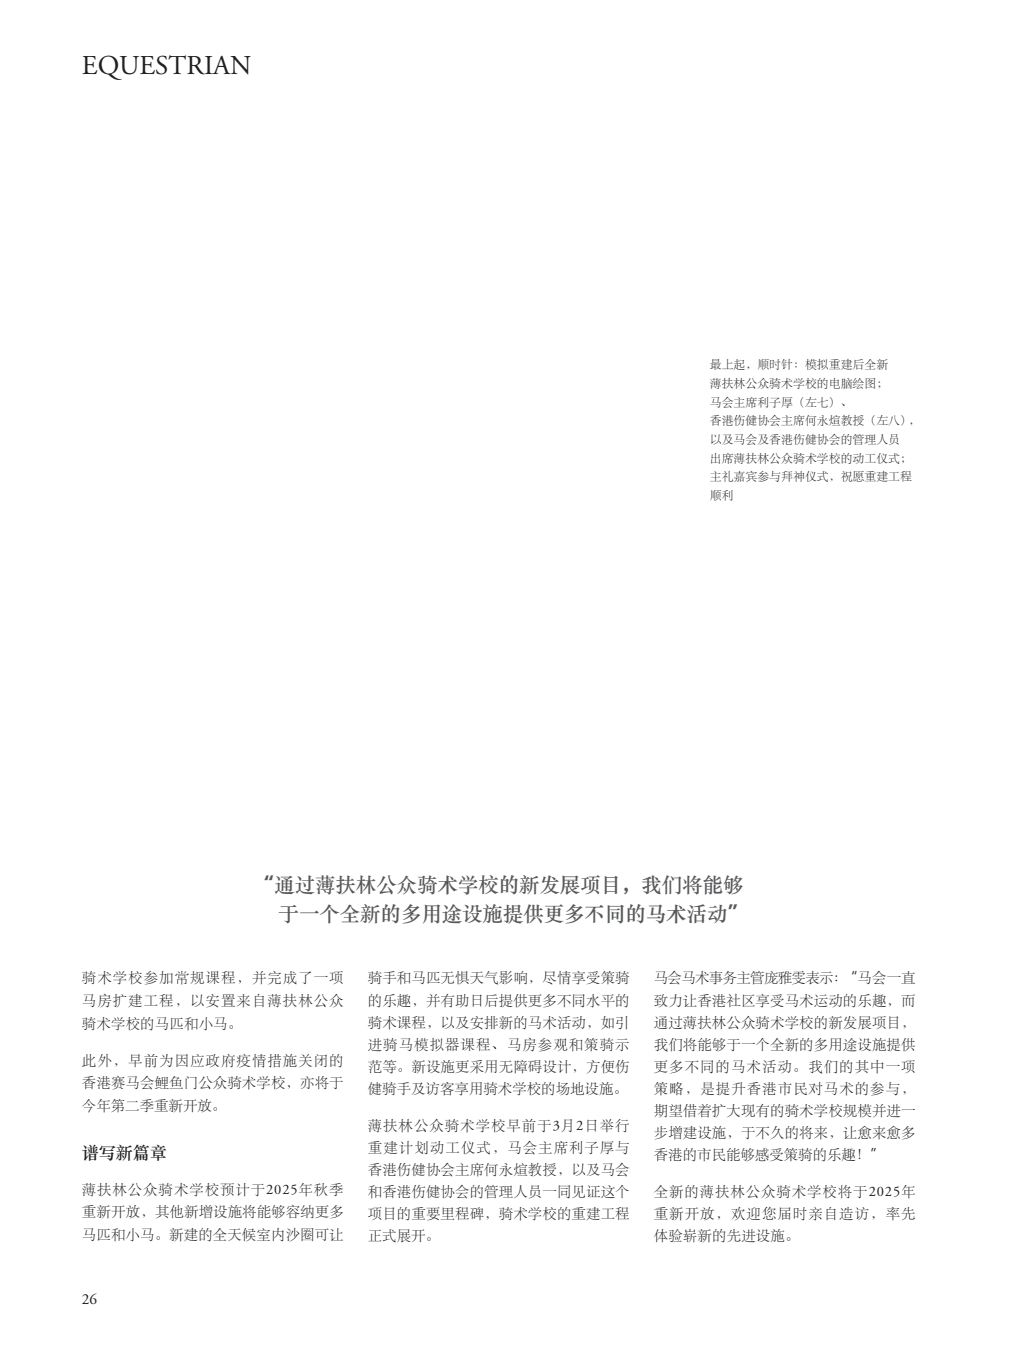 EQUESTRIAN
最上起，顺时针：模拟重建后全新
薄扶林公众骑术学校的电脑绘图；
马会主席利子厚（左七）、
香港伤健协会主席何永煊教授（左八），
以及马会及香港伤健协会的管理人员
出席薄扶林公众骑术学校的动工仪式；
主礼嘉宾参与拜神仪式，祝愿重建工程
顺利
“通过薄扶林公众骑术学校的新发展项目，我们将能够
于一个全新的多用途设施提供更多不同的马术活动”
骑术学校参加常规课程，并完成了一项
马房扩建工程，以安置来自薄扶林公众
骑术学校的马匹和小马。
此外，早前为因应政府疫情措施关闭的
香港赛马会鲤鱼门公众骑术学校，亦将于
今年第二季重新开放。
谱写新篇章
薄扶林公众骑术学校预计于2025年秋季
重新开放，其他新增设施将能够容纳更多
马匹和小马。新建的全天候室内沙圈可让
骑手和马匹无惧天气影响，尽情享受策骑
的乐趣，并有助日后提供更多不同水平的
骑术课程，以及安排新的马术活动，如引
进骑马模拟器课程、马房参观和策骑示
范等。新设施更采用无障碍设计，方便伤
健骑手及访客享用骑术学校的场地设施。
薄扶林公众骑术学校早前于3月2日举行
重建计划动工仪式，马会主席利子厚与
香港伤健协会主席何永煊教授，以及马会
和香港伤健协会的管理人员一同见证这个
项目的重要里程碑，骑术学校的重建工程
正式展开。
马会马术事务主管庞雅雯表示：“马会一直
致力让香港社区享受马术运动的乐趣，而
通过薄扶林公众骑术学校的新发展项目，
我们将能够于一个全新的多用途设施提供
更多不同的马术活动。我们的其中一项
策略，是提升香港市民对马术的参与，
期望借着扩大现有的骑术学校规模并进一
步增建设施，于不久的将来，让愈来愈多
香港的市民能够感受策骑的乐趣！”
全新的薄扶林公众骑术学校将于2025年
重新开放，欢迎您届时亲自造访，率先
体验崭新的先进设施。
26